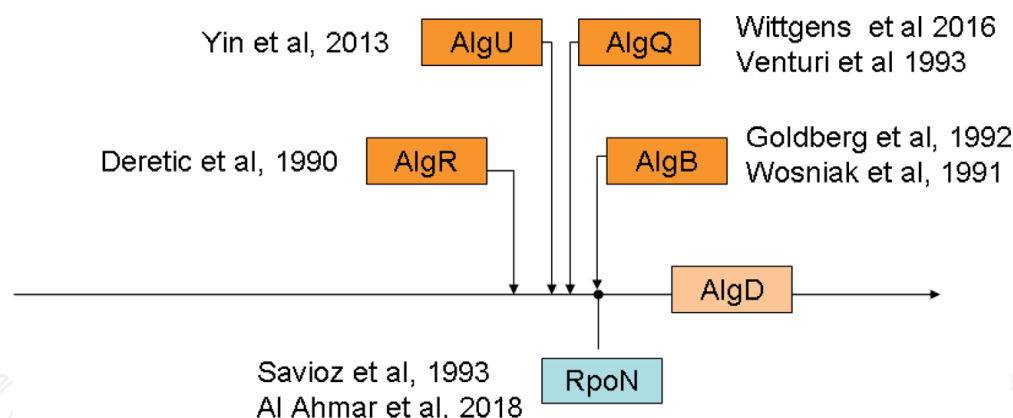 Yin et al, 2013
AlgU
AlgQ
Wittgens et al 2016
Venturi et al 1993
Deretic et al, 1990
AlgR
AlgB
Goldberg et al, 1992
Wosniak et al, 1991
AlgD
Savioz et al, 1993
Al Ahmar et al, 2018
RpoN